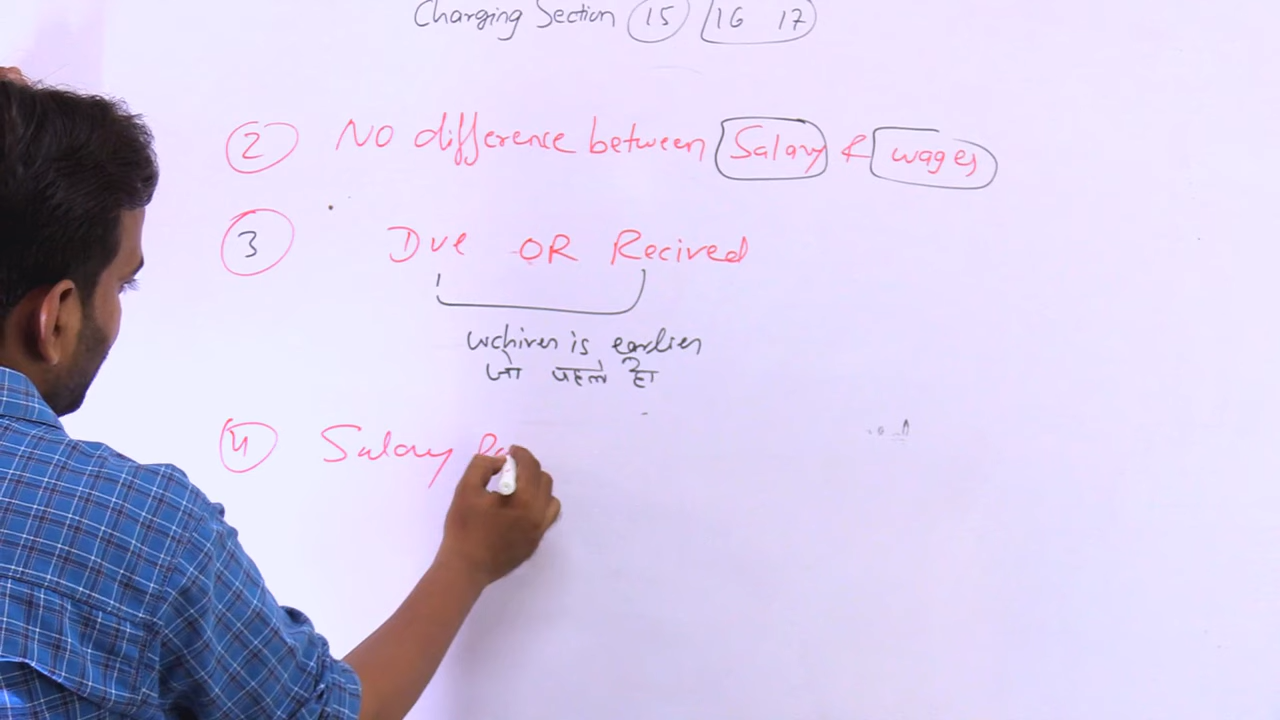 Charging Section 15 16 17
2 No difference between Salary & wages
3 Due OR Recived
wchiver is earlier
जो पहले हो
4 Salary